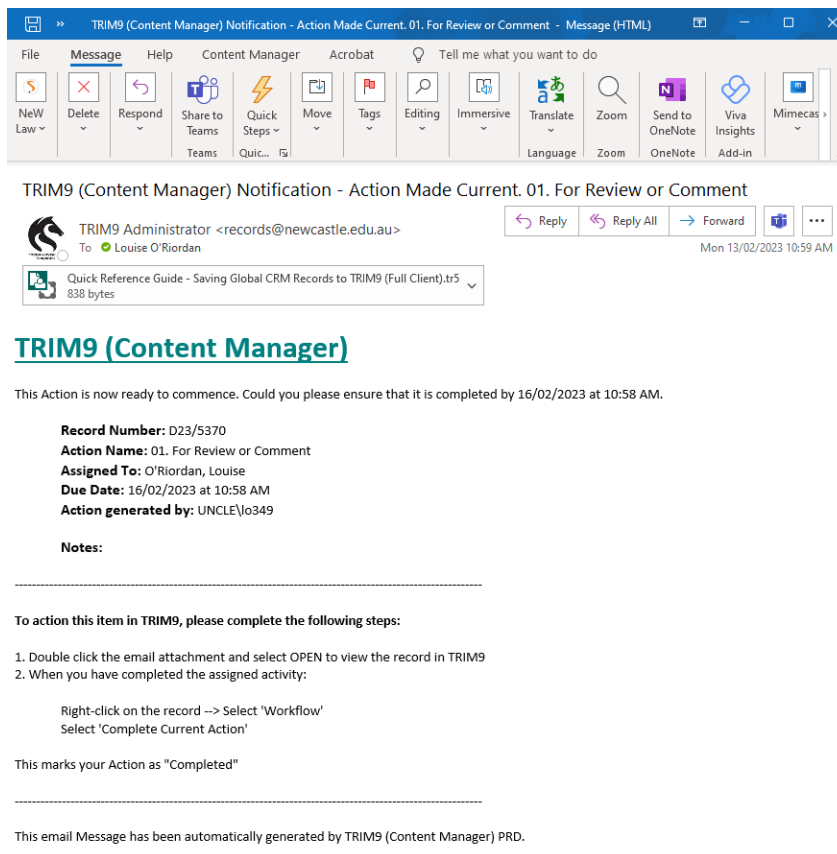 TRIM9 (Content Manager) Notification - Action Made Current. 01. For Review or Comment - Message (HTML)
File Message Help Content Manager Acrobat Tell me what you want to do
NeW Law Delete Respond Share to Teams Quick Steps Move Tags Editing Immersive Translate Zoom Send to OneNote Viva Insights Mimecas
Teams Quic... Language Zoom OneNote Add-in
TRIM9 (Content Manager) Notification - Action Made Current. 01. For Review or Comment
TRIM9 Administrator <records@newcastle.edu.au>
To Louise O'Riordan
Reply Reply All Forward
Mon 13/02/2023 10:59 AM
Quick Reference Guide - Saving Global CRM Records to TRIM9 (Full Client).tr5
838 bytes
TRIM9 (Content Manager)
This Action is now ready to commence. Could you please ensure that it is completed by 16/02/2023 at 10:58 AM.
Record Number: D23/5370
Action Name: 01. For Review or Comment
Assigned To: O'Riordan, Louise
Due Date: 16/02/2023 at 10:58 AM
Action generated by: UNCLE\lo349
Notes:
------------------------------------------------------------------------------------------------------------
To action this item in TRIM9, please complete the following steps:
1. Double click the email attachment and select OPEN to view the record in TRIM9
2. When you have completed the assigned activity:
Right-click on the record --> Select 'Workflow'
Select 'Complete Current Action'
This marks your Action as "Completed"
------------------------------------------------------------------------------------------------------------
This email Message has been automatically generated by TRIM9 (Content Manager) PRD.